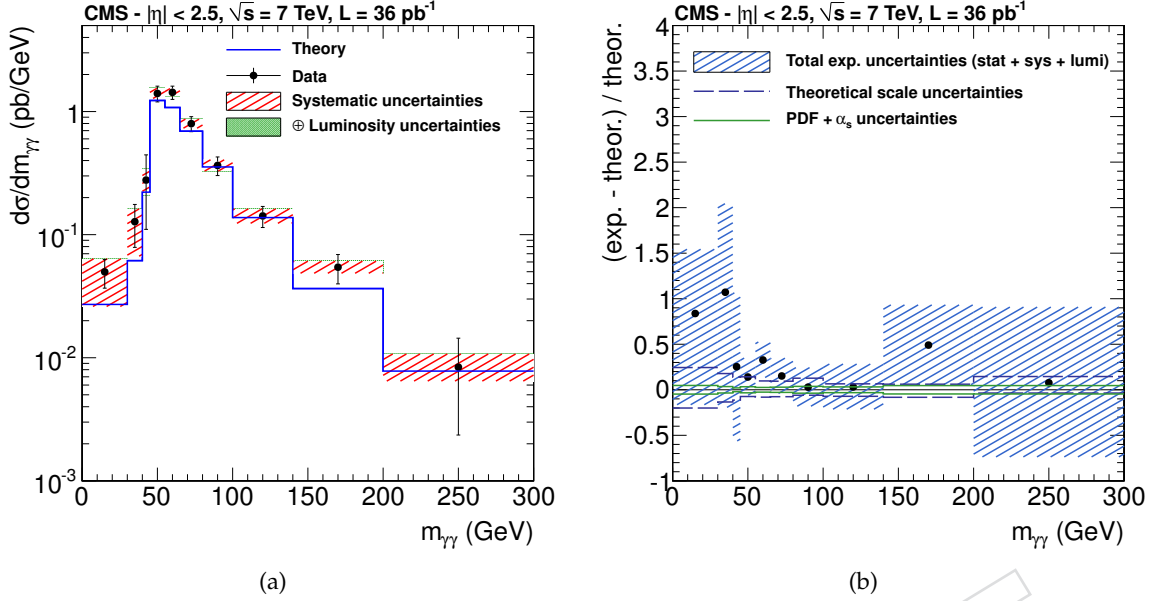 CMS - |η| < 2.5, √s = 7 TeV, L = 36 pb⁻¹
dσ/dm_γγ (pb/GeV)
Theory
Data
Systematic uncertainties
⊕ Luminosity uncertainties
1
10⁻¹
10⁻²
10⁻³
0 50 100 150 200 250 300
m_γγ (GeV)
(a)
CMS - |η| < 2.5, √s = 7 TeV, L = 36 pb⁻¹
(exp. - theor.) / theor.
Total exp. uncertainties (stat + sys + lumi)
Theoretical scale uncertainties
PDF + α_s uncertainties
4
3.5
3
2.5
2
1.5
1
0.5
0
-0.5
-1
0 50 100 150 200 250 300
m_γγ (GeV)
(b)